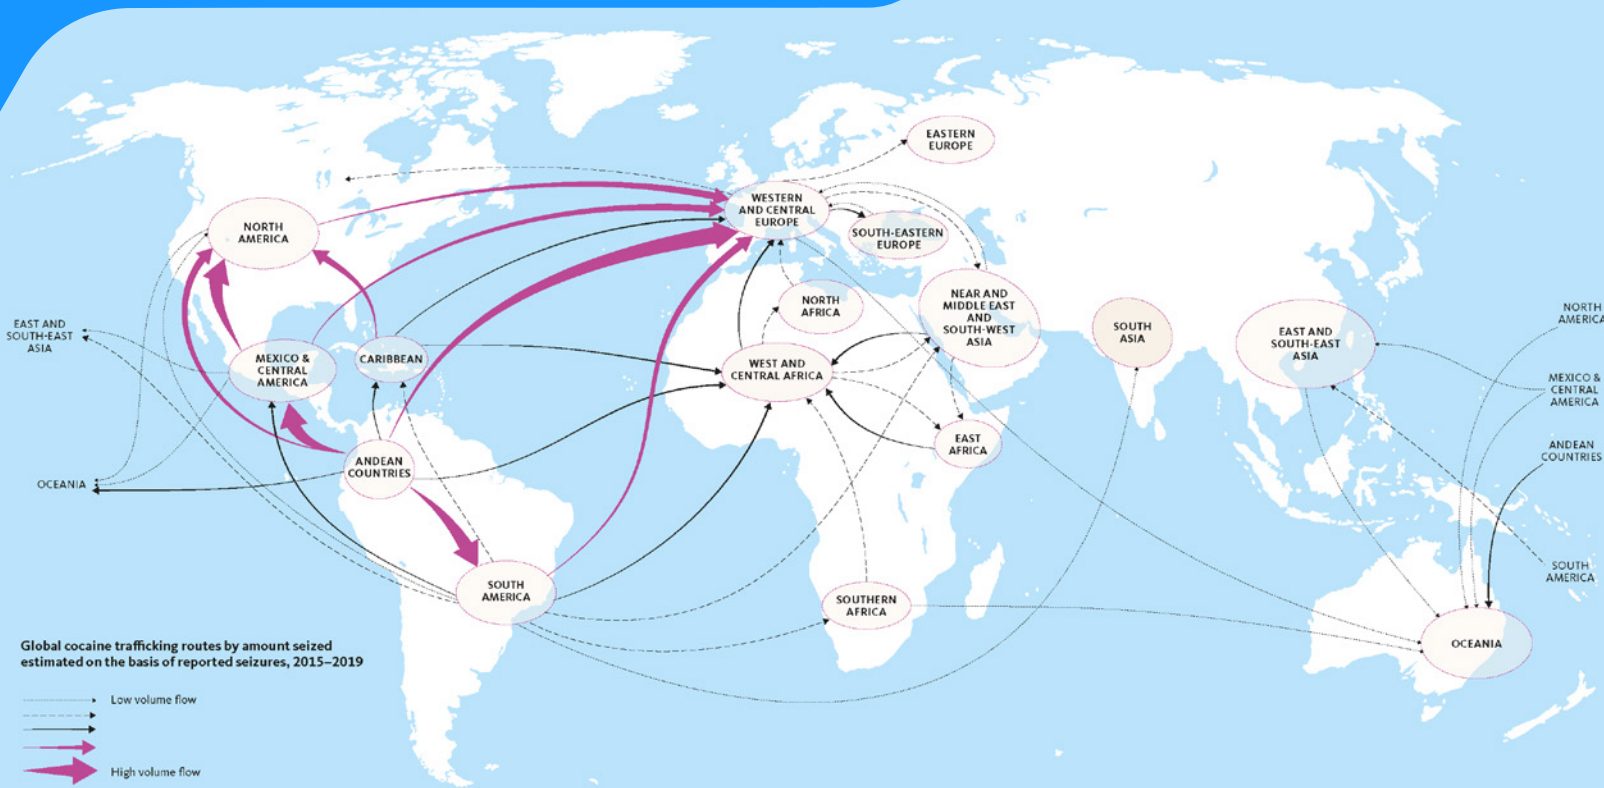 EASTERN
EUROPE
WESTERN
AND CENTRAL
EUROPE
NORTH
AMERICA
SOUTH-EASTERN
EUROPE
NEAR AND
MIDDLE EAST
AND
SOUTH-WEST
ASIA
NORTH
AFRICA
SOUTH
ASIA
EAST AND
SOUTH-EAST
ASIA
NORTH
AMERICA
EAST AND
SOUTH-EAST
ASIA
MEXICO &
CENTRAL
AMERICA
CARIBBEAN
WEST AND
CENTRAL AFRICA
MEXICO &
CENTRAL
AMERICA
EAST
AFRICA
ANDEAN
COUNTRIES
ANDEAN
COUNTRIES
OCEANIA
SOUTH
AMERICA
SOUTH
AMERICA
SOUTHERN
AFRICA
OCEANIA
Global cocaine trafficking routes by amount seized
estimated on the basis of reported seizures, 2015–2019
Low volume flow
High volume flow